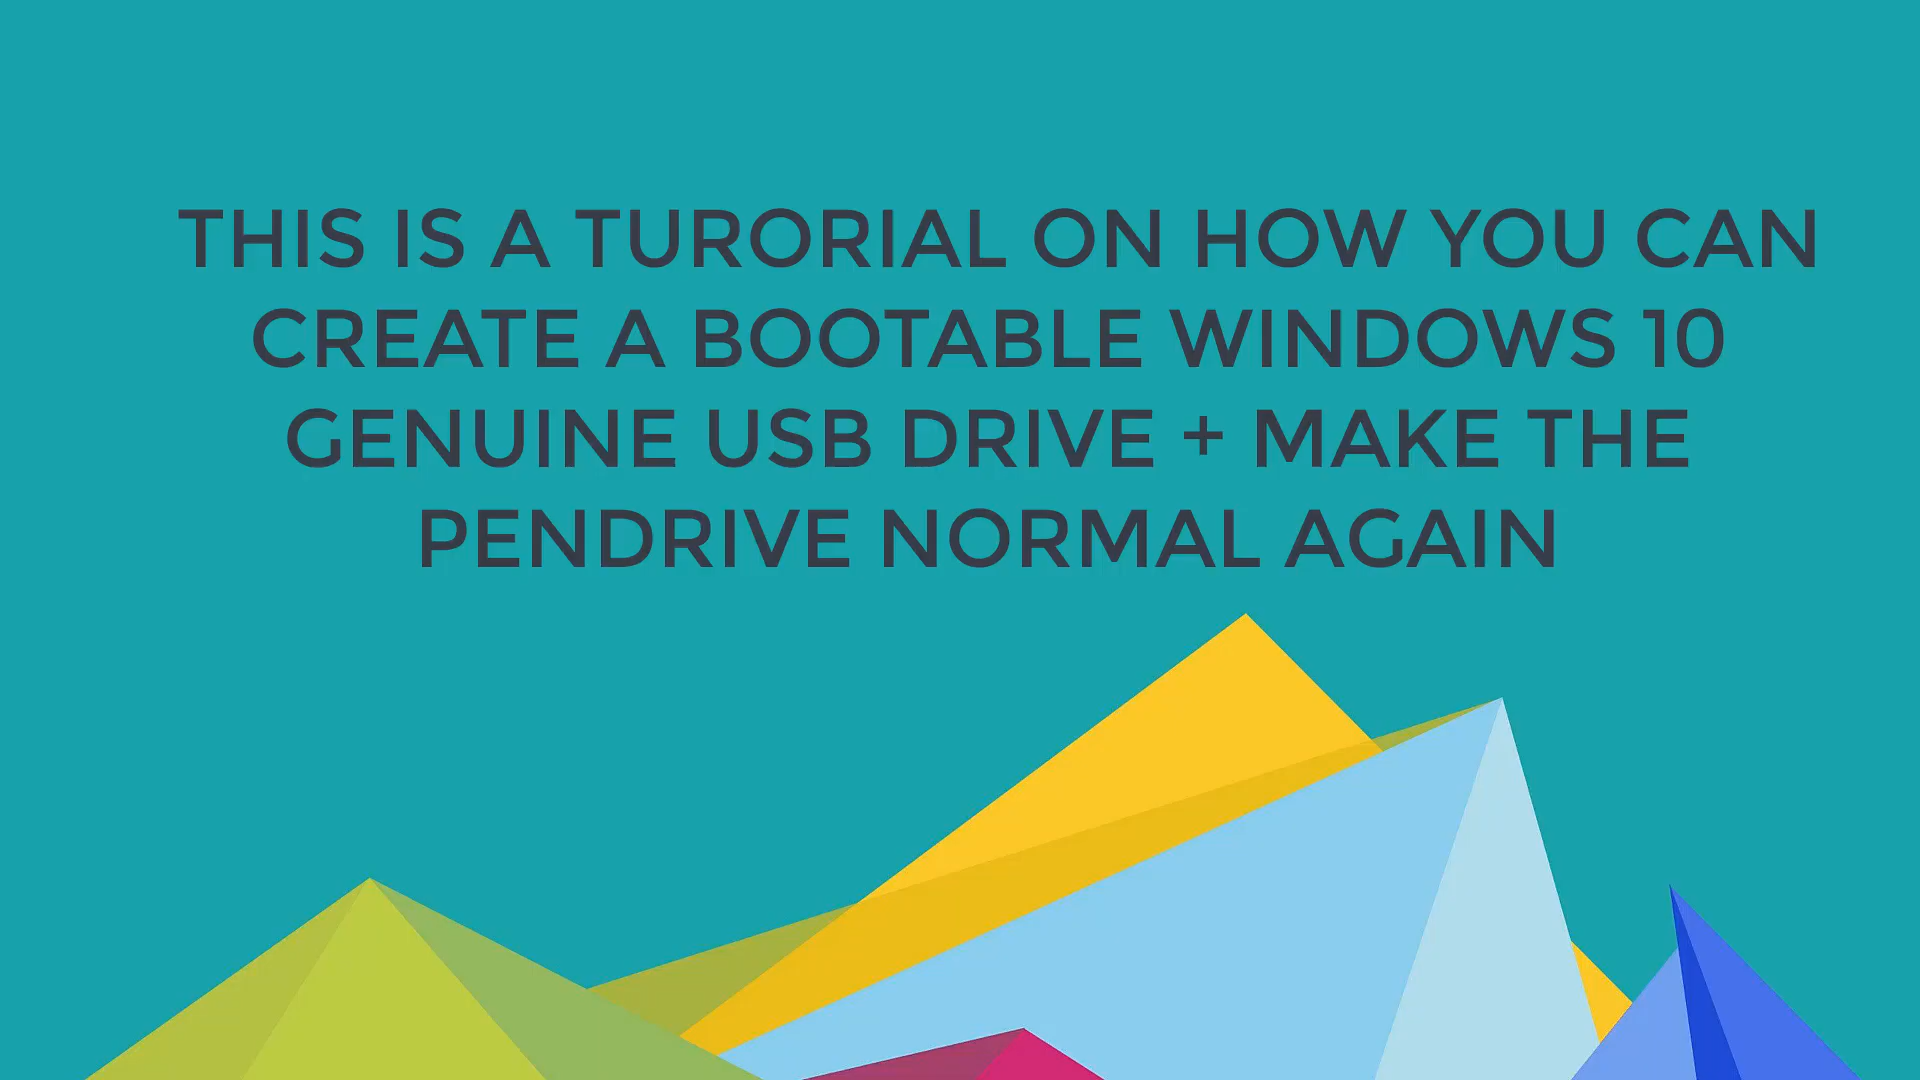 THIS IS A TURORIAL ON HOW YOU CAN
CREATE A BOOTABLE WINDOWS 10
GENUINE USB DRIVE + MAKE THE
PENDRIVE NORMAL AGAIN